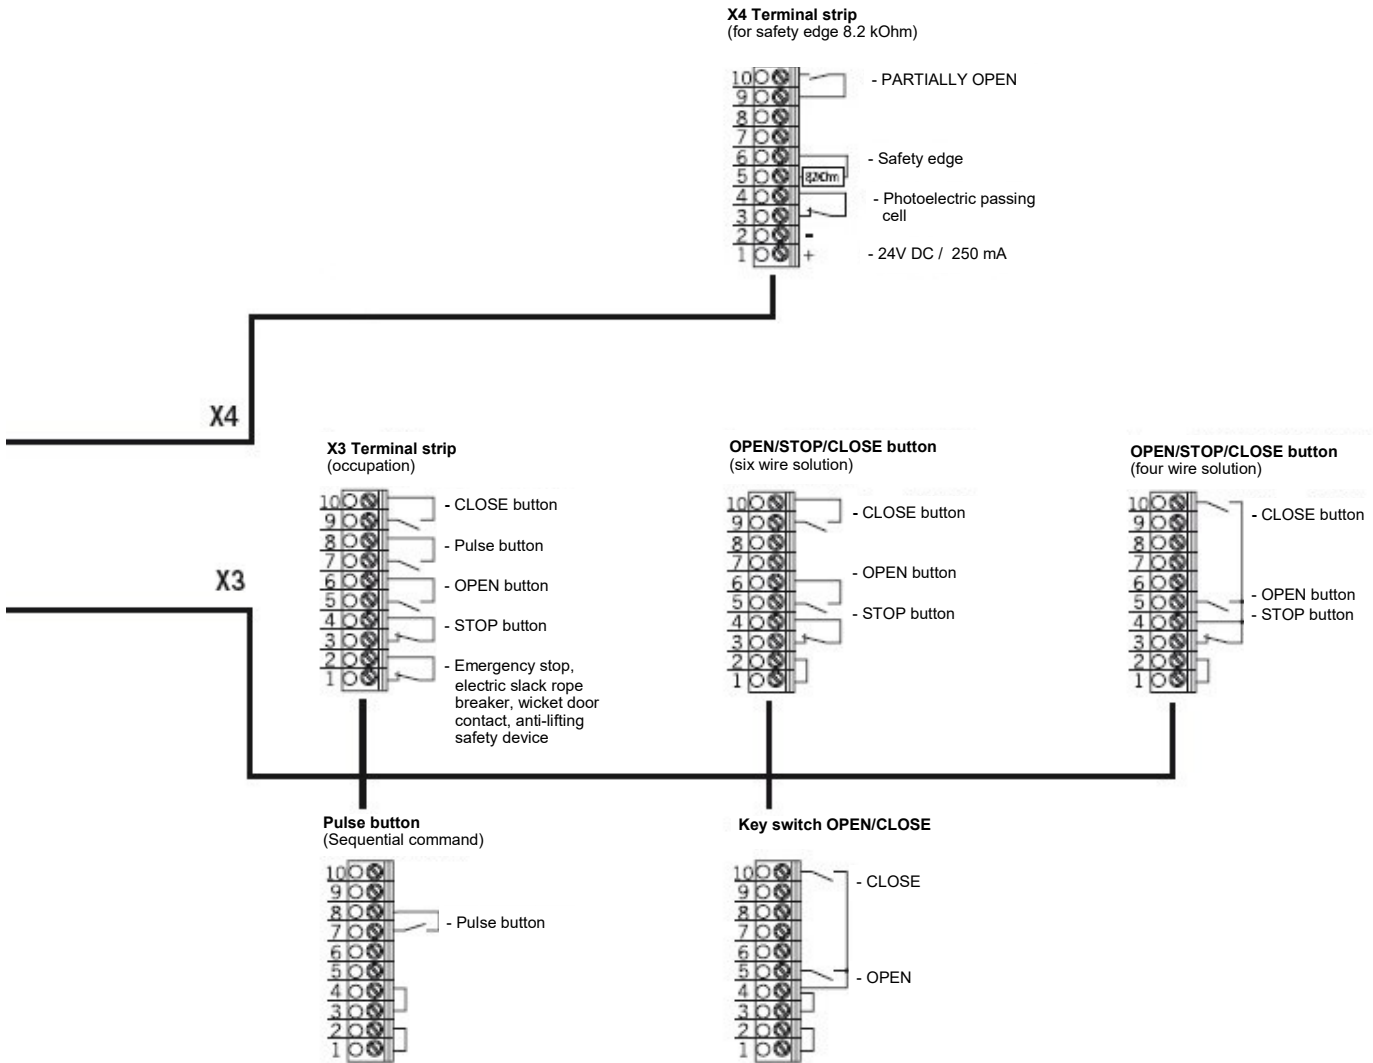 X4 Terminal strip
(for safety edge 8.2 kOhm)
10
9
8
7
6
5
4
3
2
1
- PARTIALLY OPEN
- Safety edge
8,2kOhm
- Photoelectric passing
cell
-
+
- 24V DC / 250 mA
X4
X3 Terminal strip
(occupation)
10
9
8
7
6
5
4
3
2
1
- CLOSE button
- Pulse button
- OPEN button
- STOP button
- Emergency stop,
electric slack rope
breaker, wicket door
contact, anti-lifting
safety device
OPEN/STOP/CLOSE button
(six wire solution)
10
9
8
7
6
5
4
3
2
1
- CLOSE button
- OPEN button
- STOP button
OPEN/STOP/CLOSE button
(four wire solution)
10
9
8
7
6
5
4
3
2
1
- CLOSE button
- OPEN button
- STOP button
X3
Pulse button
(Sequential command)
10
9
8
7
6
5
4
3
2
1
- Pulse button
Key switch OPEN/CLOSE
10
9
8
7
6
5
4
3
2
1
- CLOSE
- OPEN